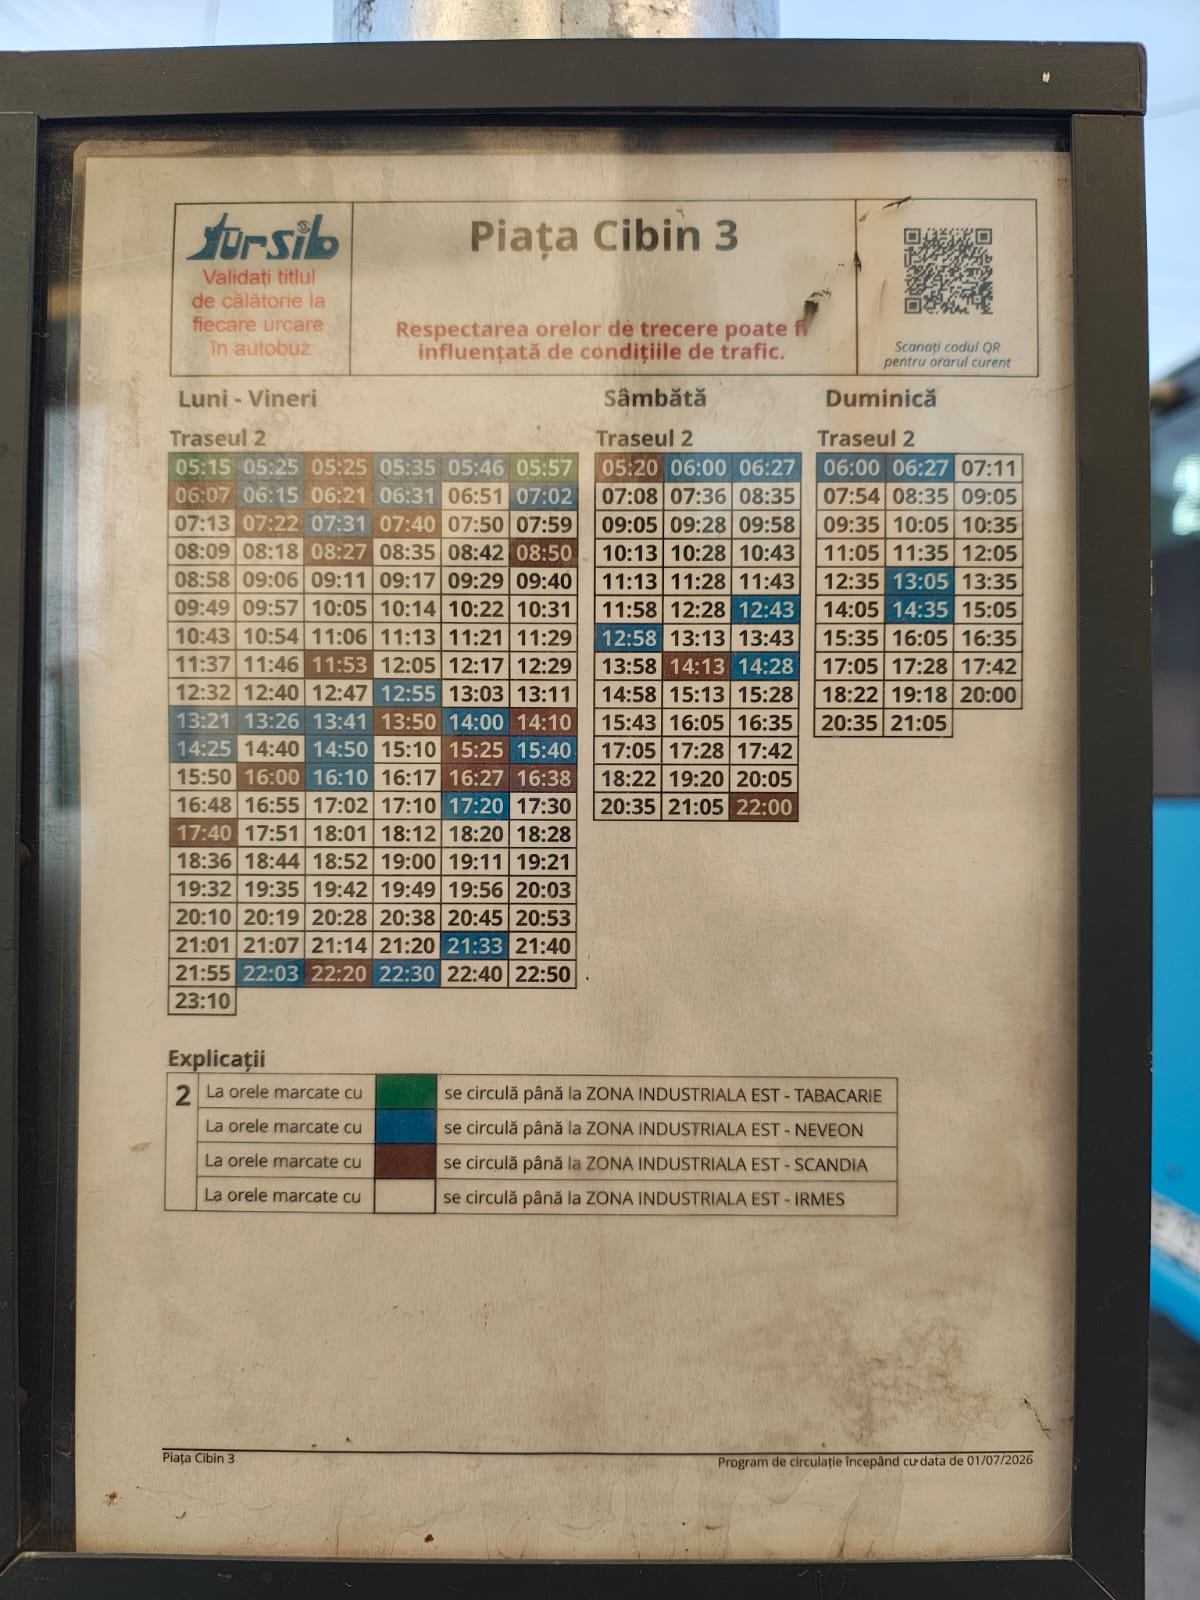 tursib
Validați titlul
de călătorie la
fiecare urcare
în autobuz
Piața Cibin 3
Respectarea orelor de trecere poate fi
influențată de condițiile de trafic.
Scanați codul QR
pentru orarul curent
Luni - Vineri
Traseul 2
05:15 05:25 05:25 05:35 05:46 05:57
06:07 06:15 06:21 06:31 06:51 07:02
07:13 07:22 07:31 07:40 07:50 07:59
08:09 08:18 08:27 08:35 08:42 08:50
08:58 09:06 09:11 09:17 09:29 09:40
09:49 09:57 10:05 10:14 10:22 10:31
10:43 10:54 11:06 11:13 11:21 11:29
11:37 11:46 11:53 12:05 12:17 12:29
12:32 12:40 12:47 12:55 13:03 13:11
13:21 13:26 13:41 13:50 14:00 14:10
14:25 14:40 14:50 15:10 15:25 15:40
15:50 16:00 16:10 16:17 16:27 16:38
16:48 16:55 17:02 17:10 17:20 17:30
17:40 17:51 18:01 18:12 18:20 18:28
18:36 18:44 18:52 19:00 19:11 19:21
19:32 19:35 19:42 19:49 19:56 20:03
20:10 20:19 20:28 20:38 20:45 20:53
21:01 21:07 21:14 21:20 21:33 21:40
21:55 22:03 22:20 22:30 22:40 22:50
23:10
Sâmbătă
Traseul 2
05:20 06:00 06:27
07:08 07:36 08:35
09:05 09:28 09:58
10:13 10:28 10:43
11:13 11:28 11:43
11:58 12:28 12:43
12:58 13:13 13:43
13:58 14:13 14:28
14:58 15:13 15:28
15:43 16:05 16:35
17:05 17:28 17:42
18:22 19:20 20:05
20:35 21:05 22:00
Duminică
Traseul 2
06:00 06:27 07:11
07:54 08:35 09:05
09:35 10:05 10:35
11:05 11:35 12:05
12:35 13:05 13:35
14:05 14:35 15:05
15:35 16:05 16:35
17:05 17:28 17:42
18:22 19:18 20:00
20:35 21:05
Explicații
2
La orele marcate cu se circulă până la ZONA INDUSTRIALA EST - TABACARIE
La orele marcate cu se circulă până la ZONA INDUSTRIALA EST - NEVEON
La orele marcate cu se circulă până la ZONA INDUSTRIALA EST - SCANDIA
La orele marcate cu se circulă până la ZONA INDUSTRIALA EST - IRMES
Piața Cibin 3
Program de circulație începând cu data de 01/07/2026